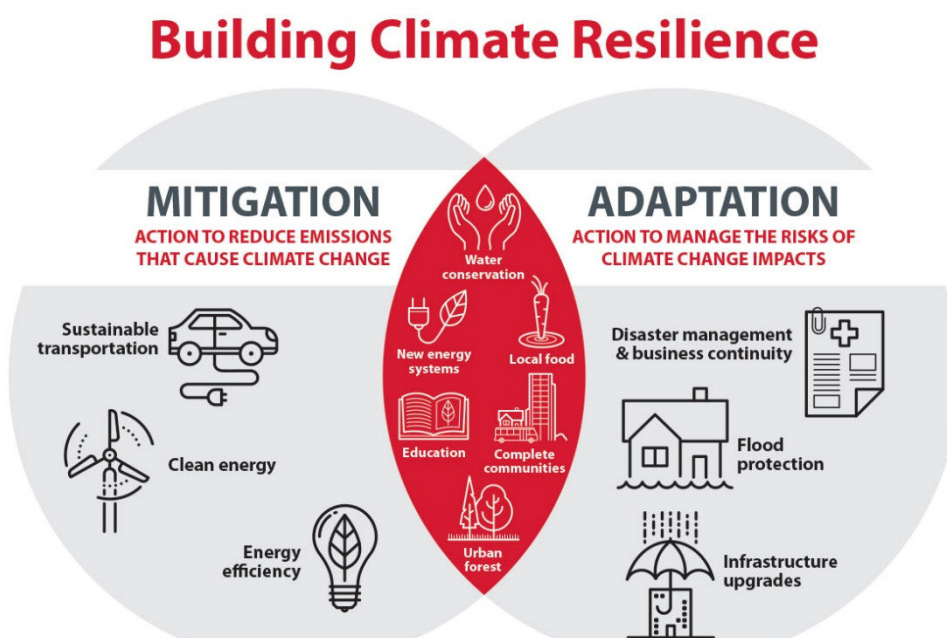 Building Climate Resilience
MITIGATION
ACTION TO REDUCE EMISSIONS
THAT CAUSE CLIMATE CHANGE
Sustainable
transportation
Clean energy
Energy
efficiency
Water
conservation
New energy
systems
Local food
Education
Complete
communities
Urban
forest
ADAPTATION
ACTION TO MANAGE THE RISKS OF
CLIMATE CHANGE IMPACTS
Disaster management
& business continuity
Flood
protection
Infrastructure
upgrades